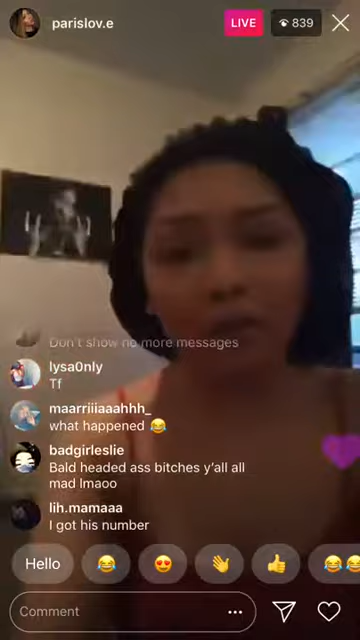 parislov.e
LIVE
839
Don't show no more messages
lysa0nly
Tf
maarriiiaaahhh_
what happened 😂
badgirleslie
Bald headed ass bitches y'all all
mad lmaoo
lih.mamaaa
I got his number
Hello
Comment